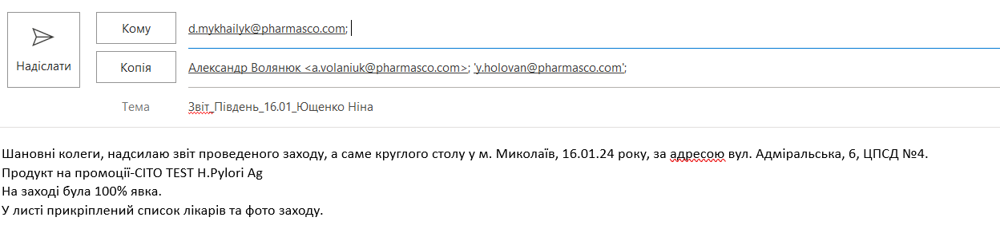 Кому d.mykhailyk@pharmasco.com;
Надіслати
Копія Александр Волянюк <a.volaniuk@pharmasco.com>; 'y.holovan@pharmasco.com';
Тема Звіт_Південь_16.01_Ющенко Ніна
Шановні колеги, надсилаю звіт проведеного заходу, а саме круглого столу у м. Миколаїв, 16.01.24 року, за адресою вул. Адміральська, 6, ЦПСД №4.
Продукт на промоції-CITO TEST H.Pylori Ag
На заході була 100% явка.
У листі прикріплений список лікарів та фото заходу.